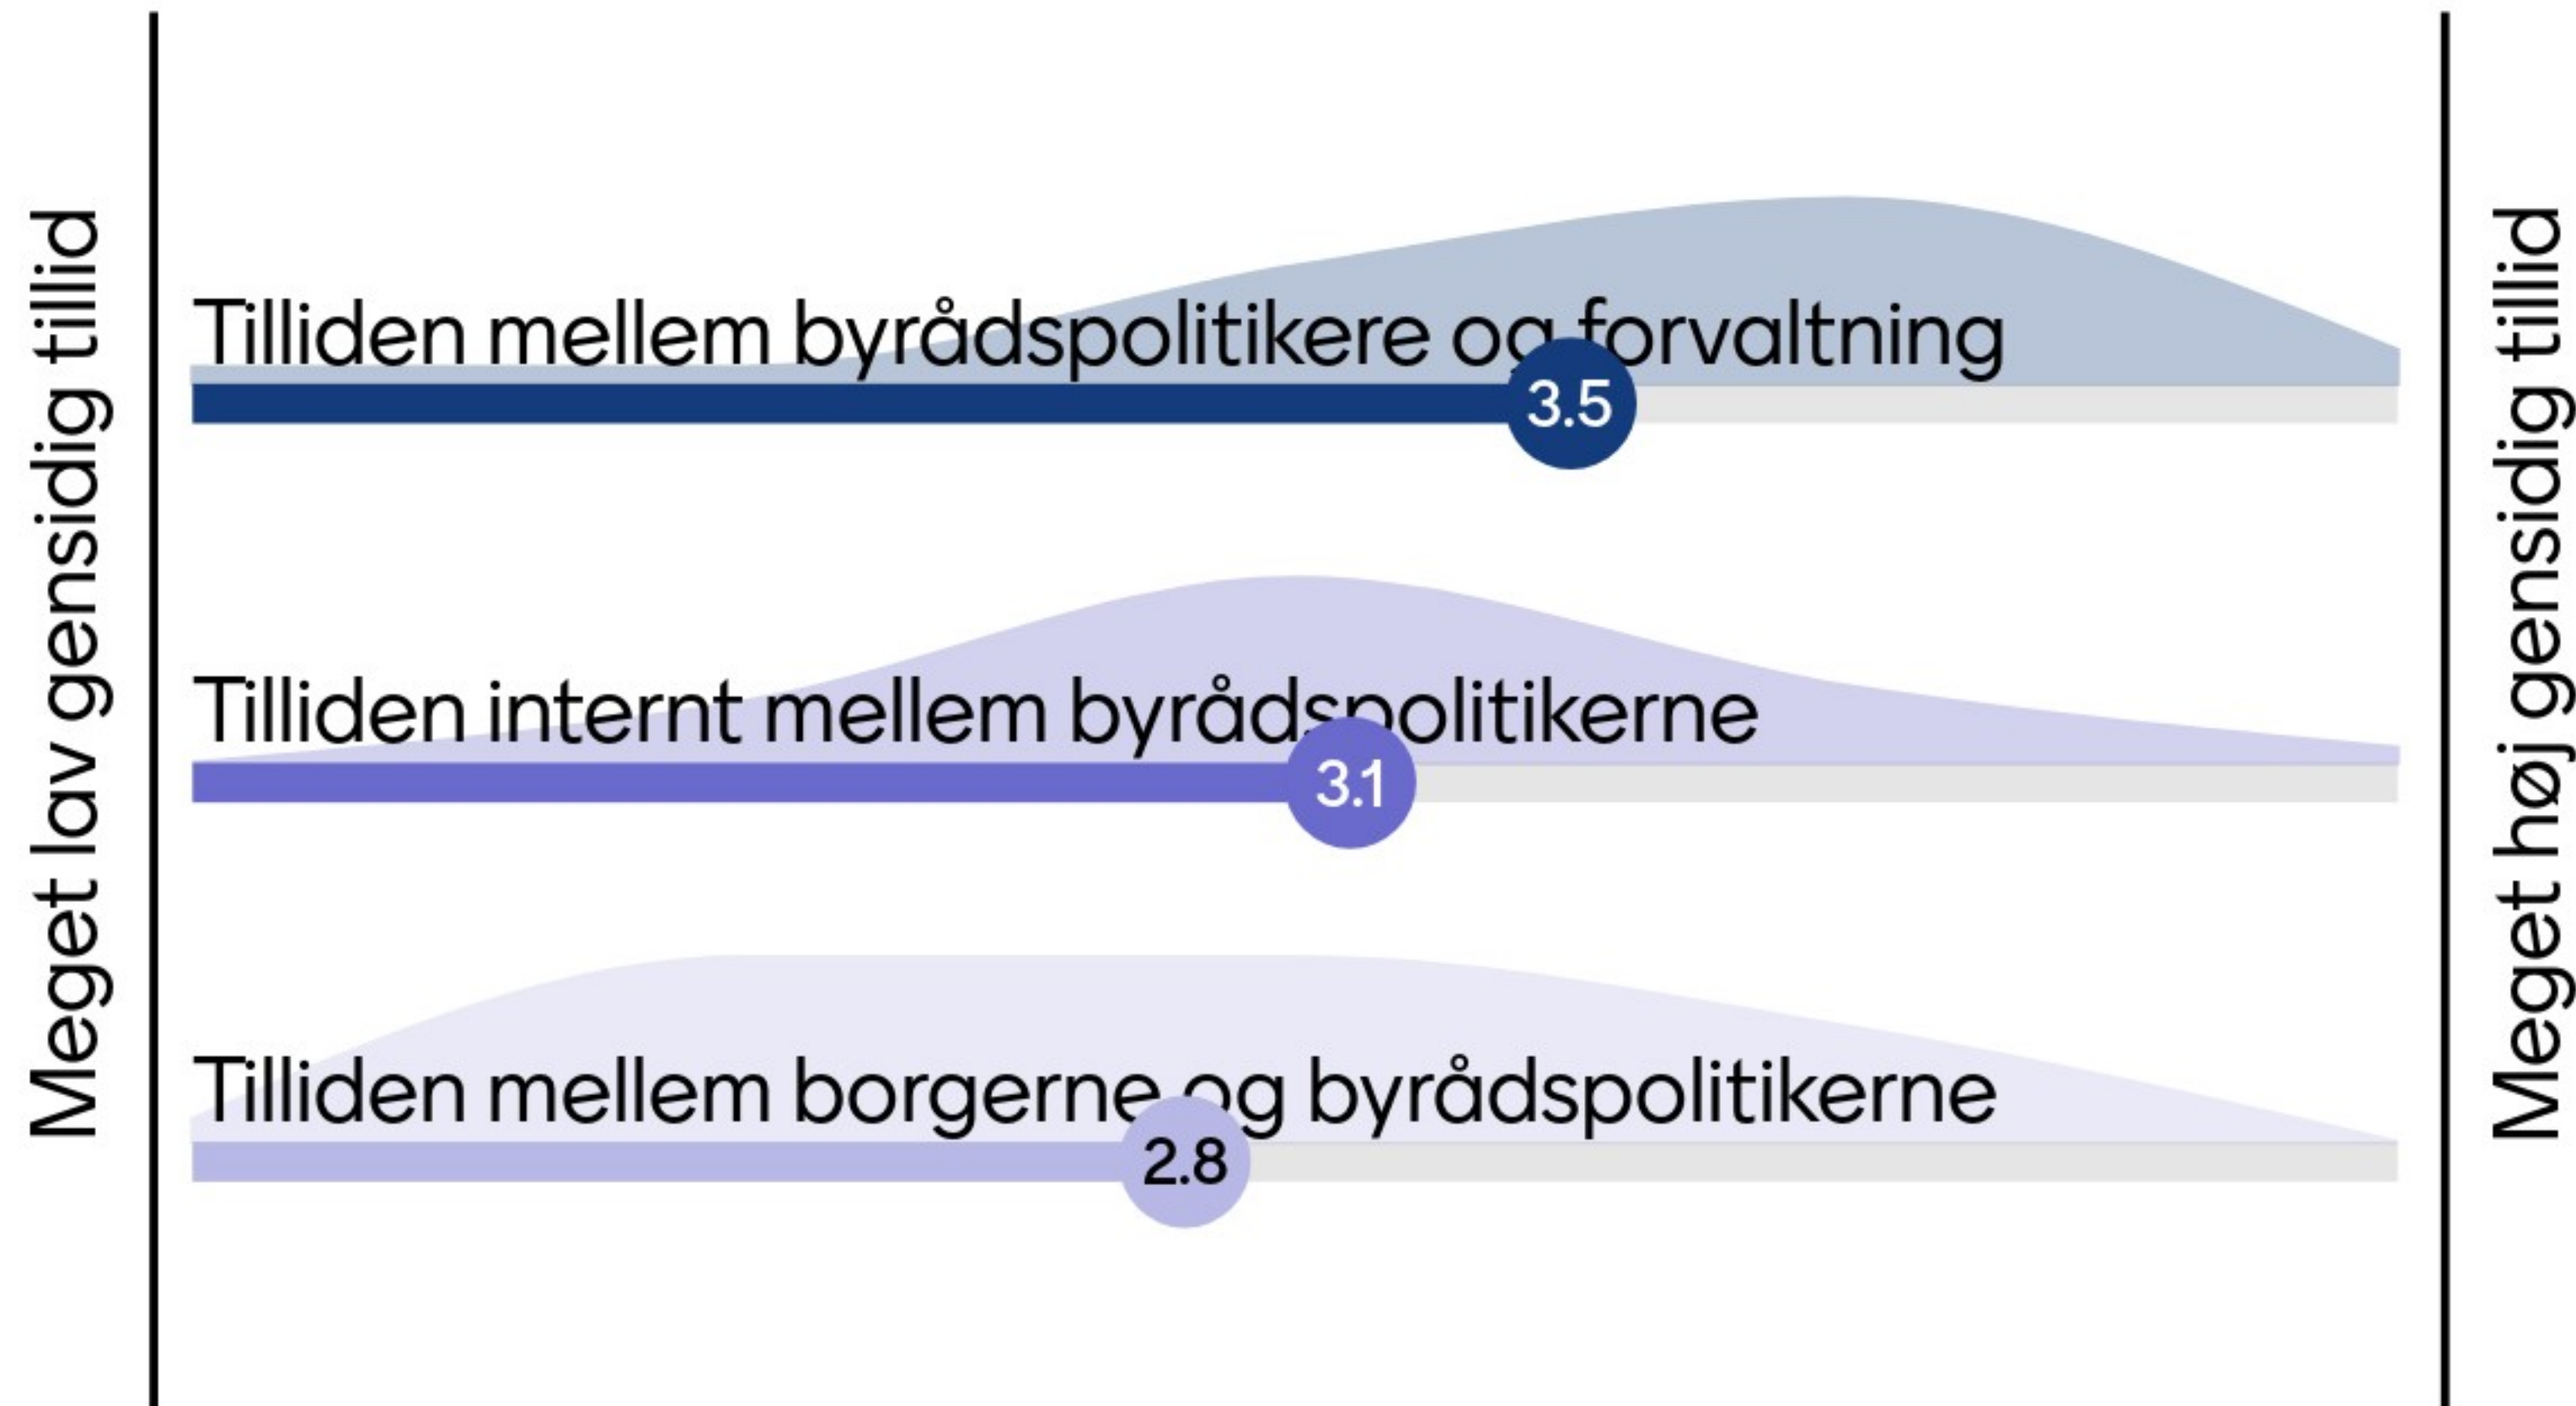 Meget lav gensidig tillid
Tilliden mellem byrådspolitikere og forvaltning
3.5
Tilliden internt mellem byrådspolitikerne
3.1
Tilliden mellem borgerne og byrådspolitikerne
2.8
Meget høj gensidig tillid